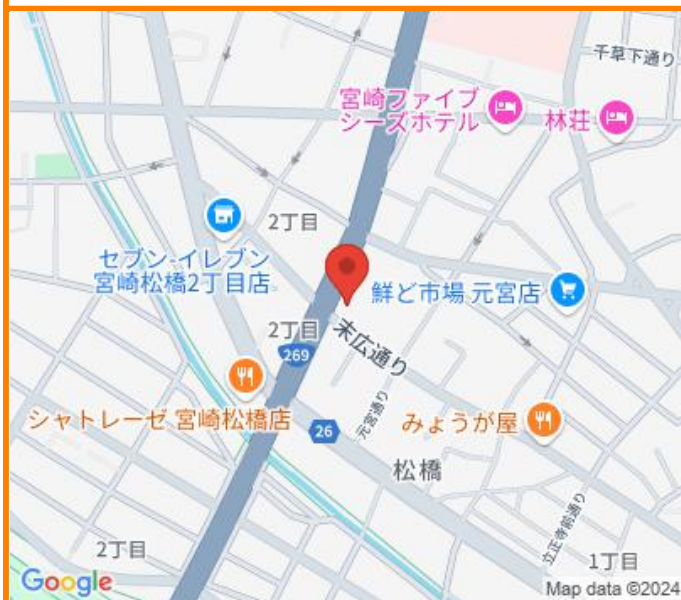 千草下通り
宮崎ファイブ
シーズホテル
林荘
2丁目
セブン-イレブン
宮崎松橋2丁目店
鮮ど市場 元宮店
2丁目
269
末広通り
シャトレーゼ 宮崎松橋店
26
元宮通り
みょうが屋
松橋
立正寺前通り
2丁目
1丁目
Google
Map data ©2024